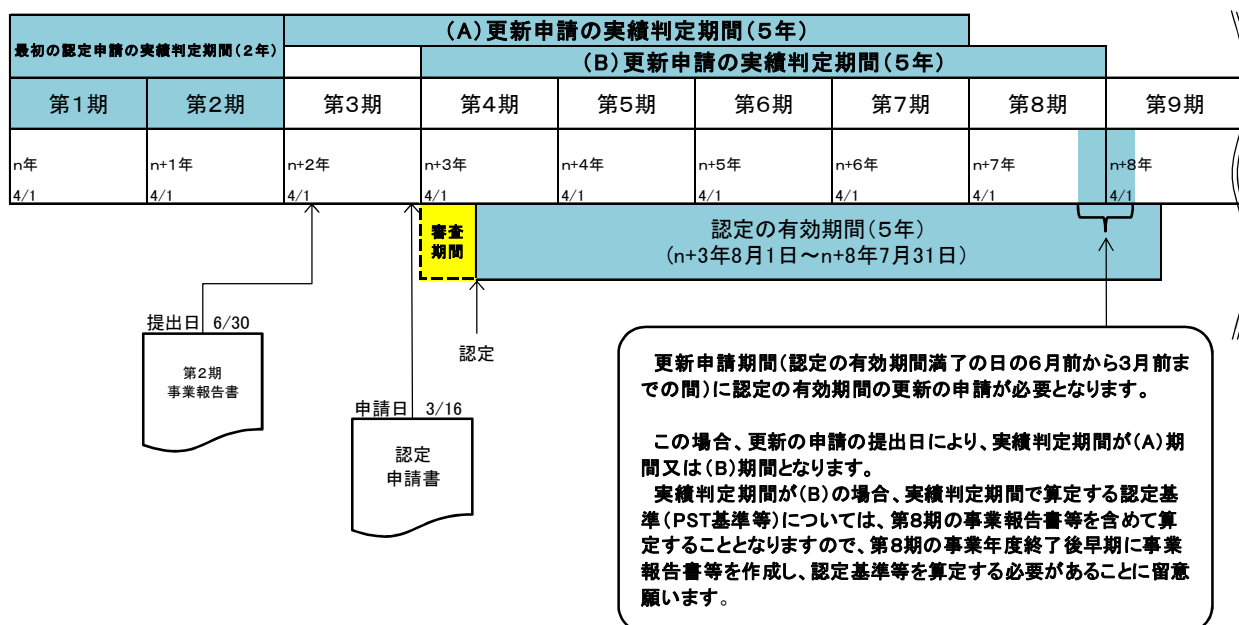 (A)更新申請の実績判定期間(5年)
最初の認定申請の実績判定期間(2年)
(B)更新申請の実績判定期間(5年)
第1期 第2期 第3期 第4期 第5期 第6期 第7期 第8期 第9期
n年 n+1年 n+2年 n+3年 n+4年 n+5年 n+6年 n+7年 n+8年
4/1 4/1 4/1 4/1 4/1 4/1 4/1 4/1 4/1
審査
期間
認定の有効期間(5年)
(n+3年8月1日~n+8年7月31日)
提出日 6/30
第2期
事業報告書
認定
申請日 3/16
認定
申請書
更新申請期間(認定の有効期間満了の日の6月前から3月前ま
での間)に認定の有効期間の更新の申請が必要となります。
この場合、更新の申請の提出日により、実績判定期間が(A)期
間又は(B)期間となります。
実績判定期間が(B)の場合、実績判定期間で算定する認定基
準(PST基準等)については、第8期の事業報告書等を含めて算
定することとなりますので、第8期の事業年度終了後早期に事業
報告書等を作成し、認定基準等を算定する必要があることに留意
願います。